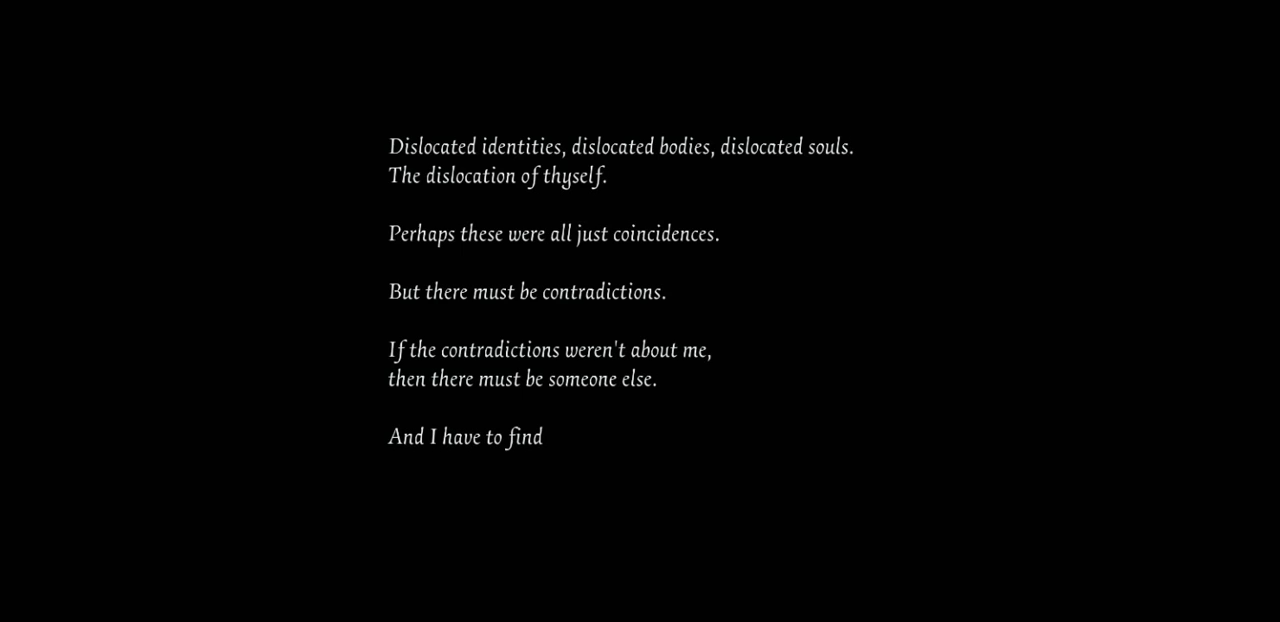 Dislocated identities, dislocated bodies, dislocated souls.
The dislocation of thyself.
Perhaps these were all just coincidences.
But there must be contradictions.
If the contradictions weren't about me,
then there must be someone else.
And I have to find